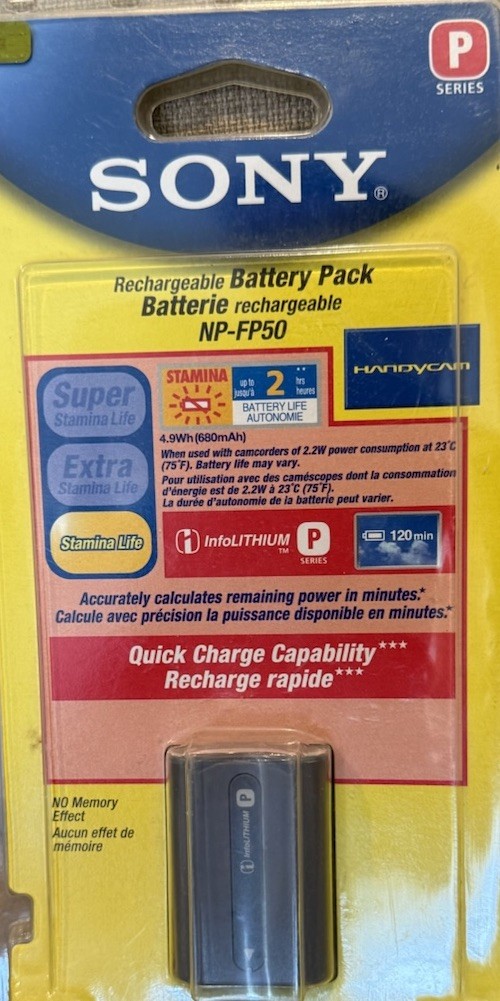 P
SERIES
SONY®
Rechargeable Battery Pack
Batterie rechargeable
NP-FP50
HANDYCAM
Super
Stamina Life
Extra
Stamina Life
Stamina Life
STAMINA
up to
jusqu'à
2
**
hrs
heures
BATTERY LIFE
AUTONOMIE
4.9Wh(680mAh)
When used with camcorders of 2.2W power consumption at 23°C
(75°F). Battery life may vary.
Pour utilisation avec des caméscopes dont la consommation
d'énergie est de 2.2W à 23°C (75°F).
La durée d'autonomie de la batterie peut varier.
i InfoLITHIUM TM
P
SERIES
120min
Accurately calculates remaining power in minutes.*
Calcule avec précision la puissance disponible en minutes.*
Quick Charge Capability***
Recharge rapide***
NO Memory
Effect
Aucun effet de
mémoire
i InfoLITHIUM P